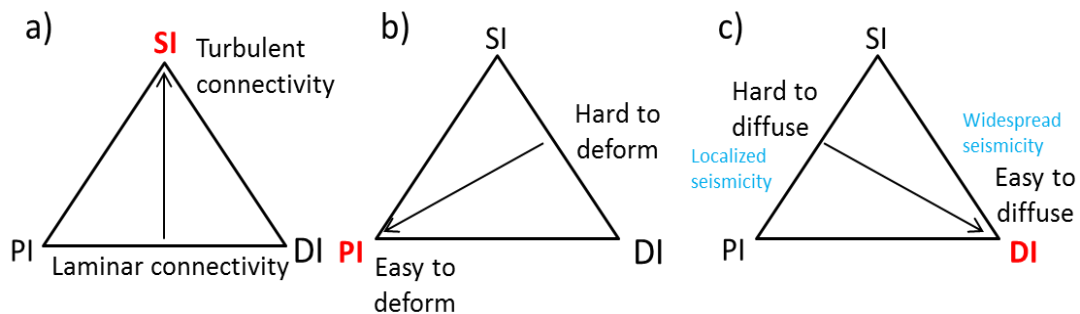 a)
SI
Turbulent
connectivity
PI
DI
Laminar connectivity
b)
SI
Hard to
deform
PI
DI
Easy to
deform
c)
SI
Hard to
diffuse
Localized
seismicity
Widespread
seismicity
Easy to
diffuse
PI
DI